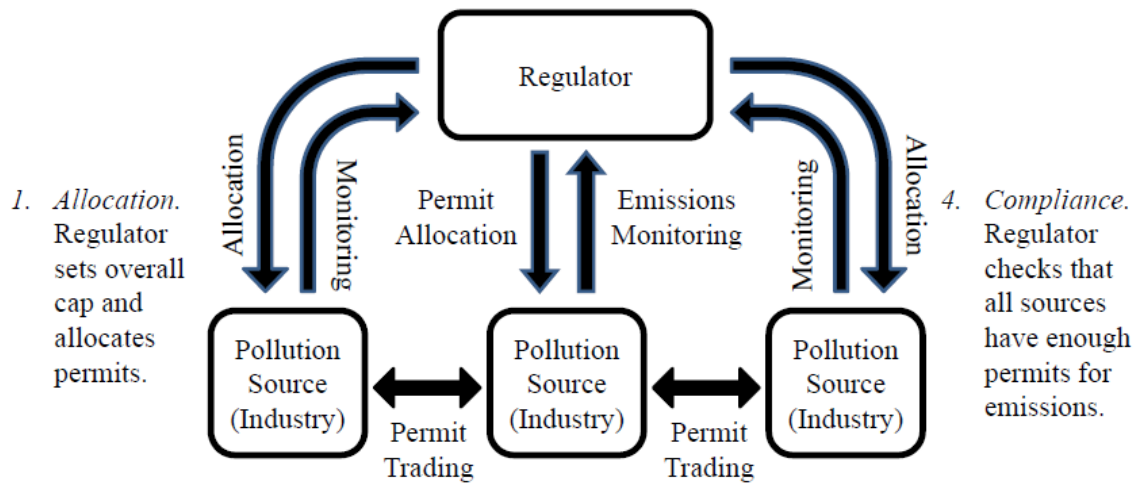 Regulator
Allocation
Monitoring
Permit
Allocation
Emissions
Monitoring
Monitoring
Allocation
1. Allocation.
Regulator
sets overall
cap and
allocates
permits.
4. Compliance.
Regulator
checks that
all sources
have enough
permits for
emissions.
Pollution
Source
(Industry)
Pollution
Source
(Industry)
Pollution
Source
(Industry)
Permit
Trading
Permit
Trading